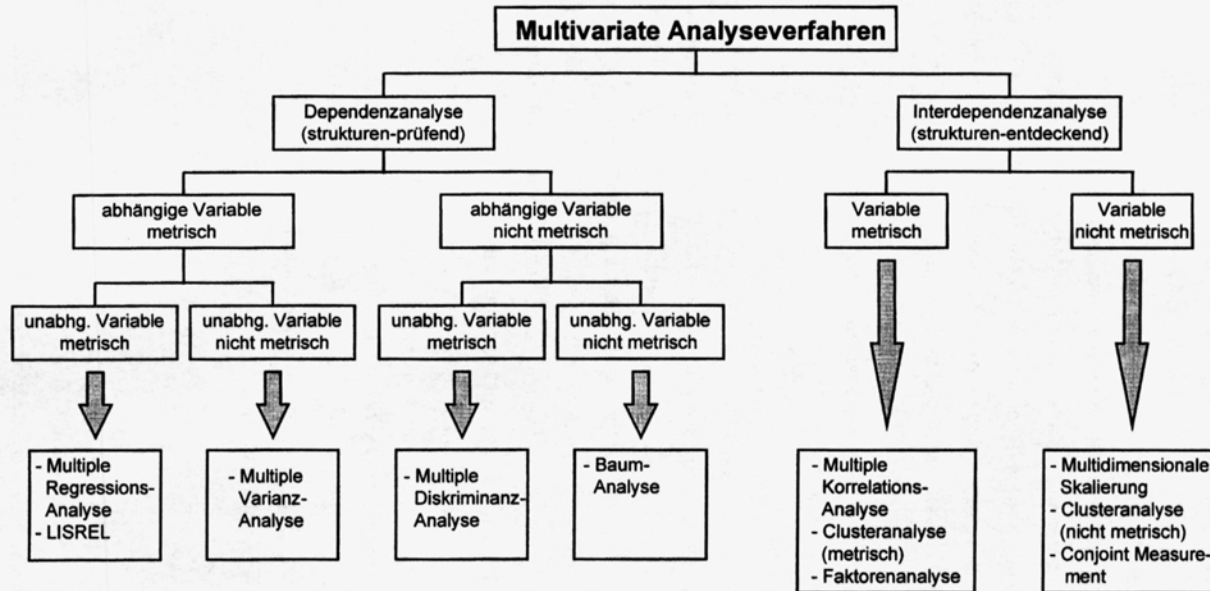 Multivariate Analyseverfahren
Dependenzanalyse
(strukturen-prüfend)
Interdependenzanalyse
(strukturen-entdeckend)
abhängige Variable
metrisch
abhängige Variable
nicht metrisch
Variable
metrisch
Variable
nicht metrisch
unabhg. Variable
metrisch
unabhg. Variable
nicht metrisch
unabhg. Variable
metrisch
unabhg. Variable
nicht metrisch
- Multiple
Regressions-
Analyse
- LISREL
- Multiple
Varianz-
Analyse
- Multiple
Diskriminanz-
Analyse
- Baum-
Analyse
- Multiple
Korrelations-
Analyse
- Clusteranalyse
(metrisch)
- Faktorenanalyse
- Multidimensionale
Skalierung
- Clusteranalyse
(nicht metrisch)
- Conjoint Measure-
ment